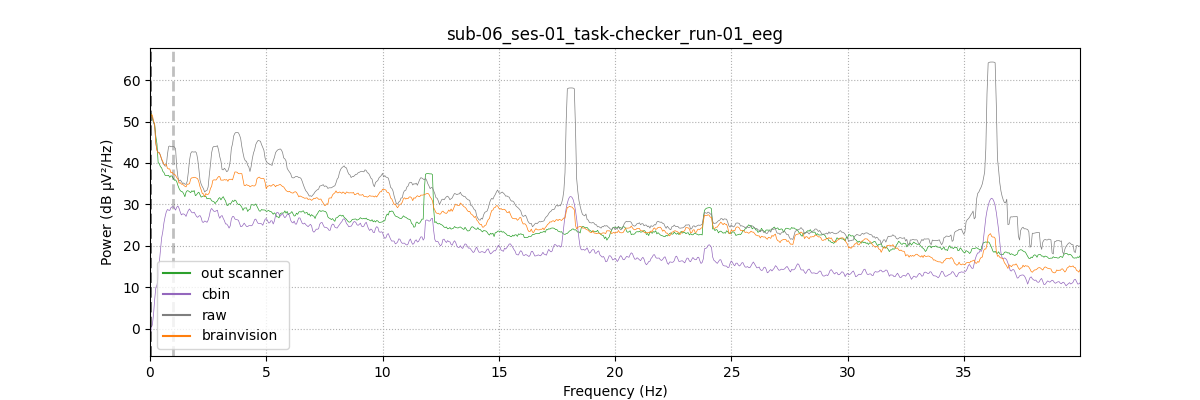 sub-06_ses-01_task-checker_run-01_eeg
Power (dB µV²/Hz)
60
50
40
30
20
10
0
out scanner
cbin
raw
brainvision
0 5 10 15 20 25 30 35
Frequency (Hz)